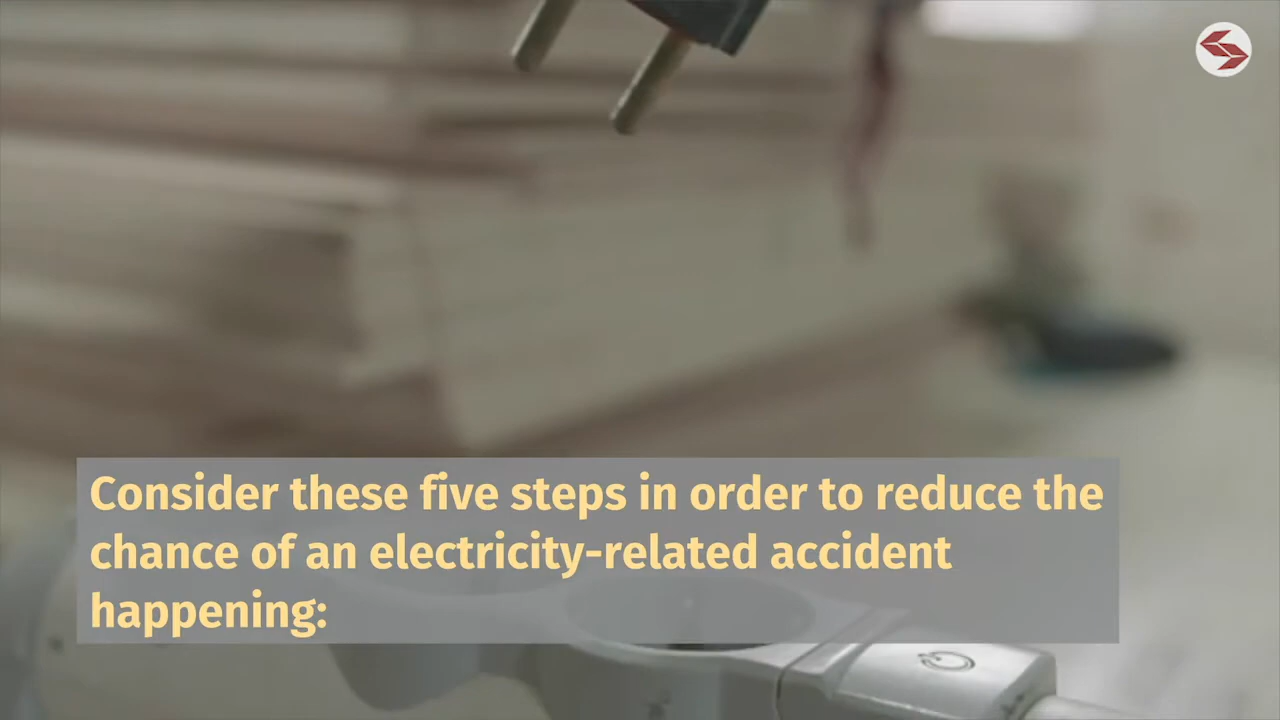 Consider these five steps in order to reduce the
chance of an electricity-related accident
happening: